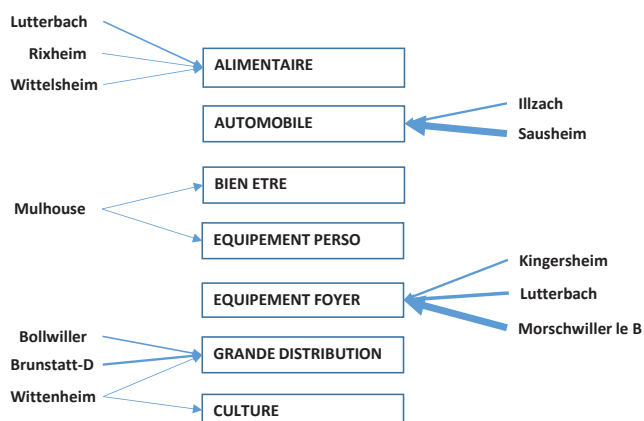 Lutterbach
Rixheim
Wittelsheim
ALIMENTAIRE
AUTOMOBILE
Illzach
Sausheim
Mulhouse
BIEN ETRE
EQUIPEMENT PERSO
EQUIPEMENT FOYER
Kingersheim
Lutterbach
Morschwiller le B
Bollwiller
Brunstatt-D
Wittenheim
GRANDE DISTRIBUTION
CULTURE